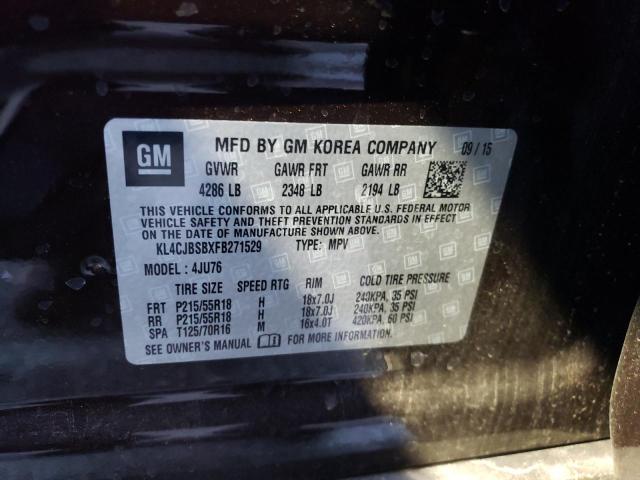 GM
MFD BY GM KOREA COMPANY 09/15
GVWR GAWR FRT GAWR RR
4286 LB 2348 LB 2194 LB
THIS VEHICLE CONFORMS TO ALL APPLICABLE U.S. FEDERAL MOTOR
VEHICLE SAFETY AND THEFT PREVENTION STANDARDS IN EFFECT
ON THE DATE OF MANUFACTURE SHOWN ABOVE.
KL4CJBSBXFB271529 TYPE: MPV
MODEL: 4JU76
TIRE SIZE SPEED RTG RIM COLD TIRE PRESSURE
FRT P215/55R18 H 18x7.0J 240KPA, 35 PSI
RR P215/55R18 H 18x7.0J 240KPA, 35 PSI
SPA T125/70R16 M 16x4.0T 420KPA, 60 PSI
SEE OWNER'S MANUAL FOR MORE INFORMATION.